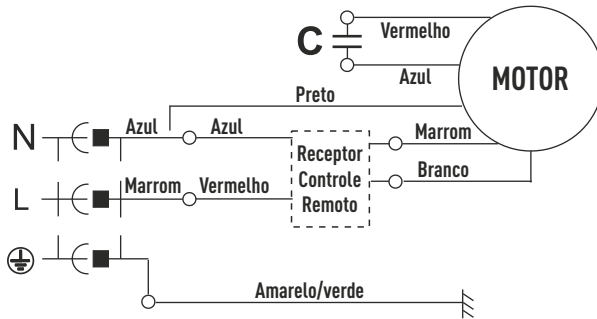 C
Vermelho
Azul
MOTOR
Preto
N
Azul
Azul
Marrom
Receptor
Controle
Remoto
L
Marrom
Vermelho
Branco
Amarelo/verde